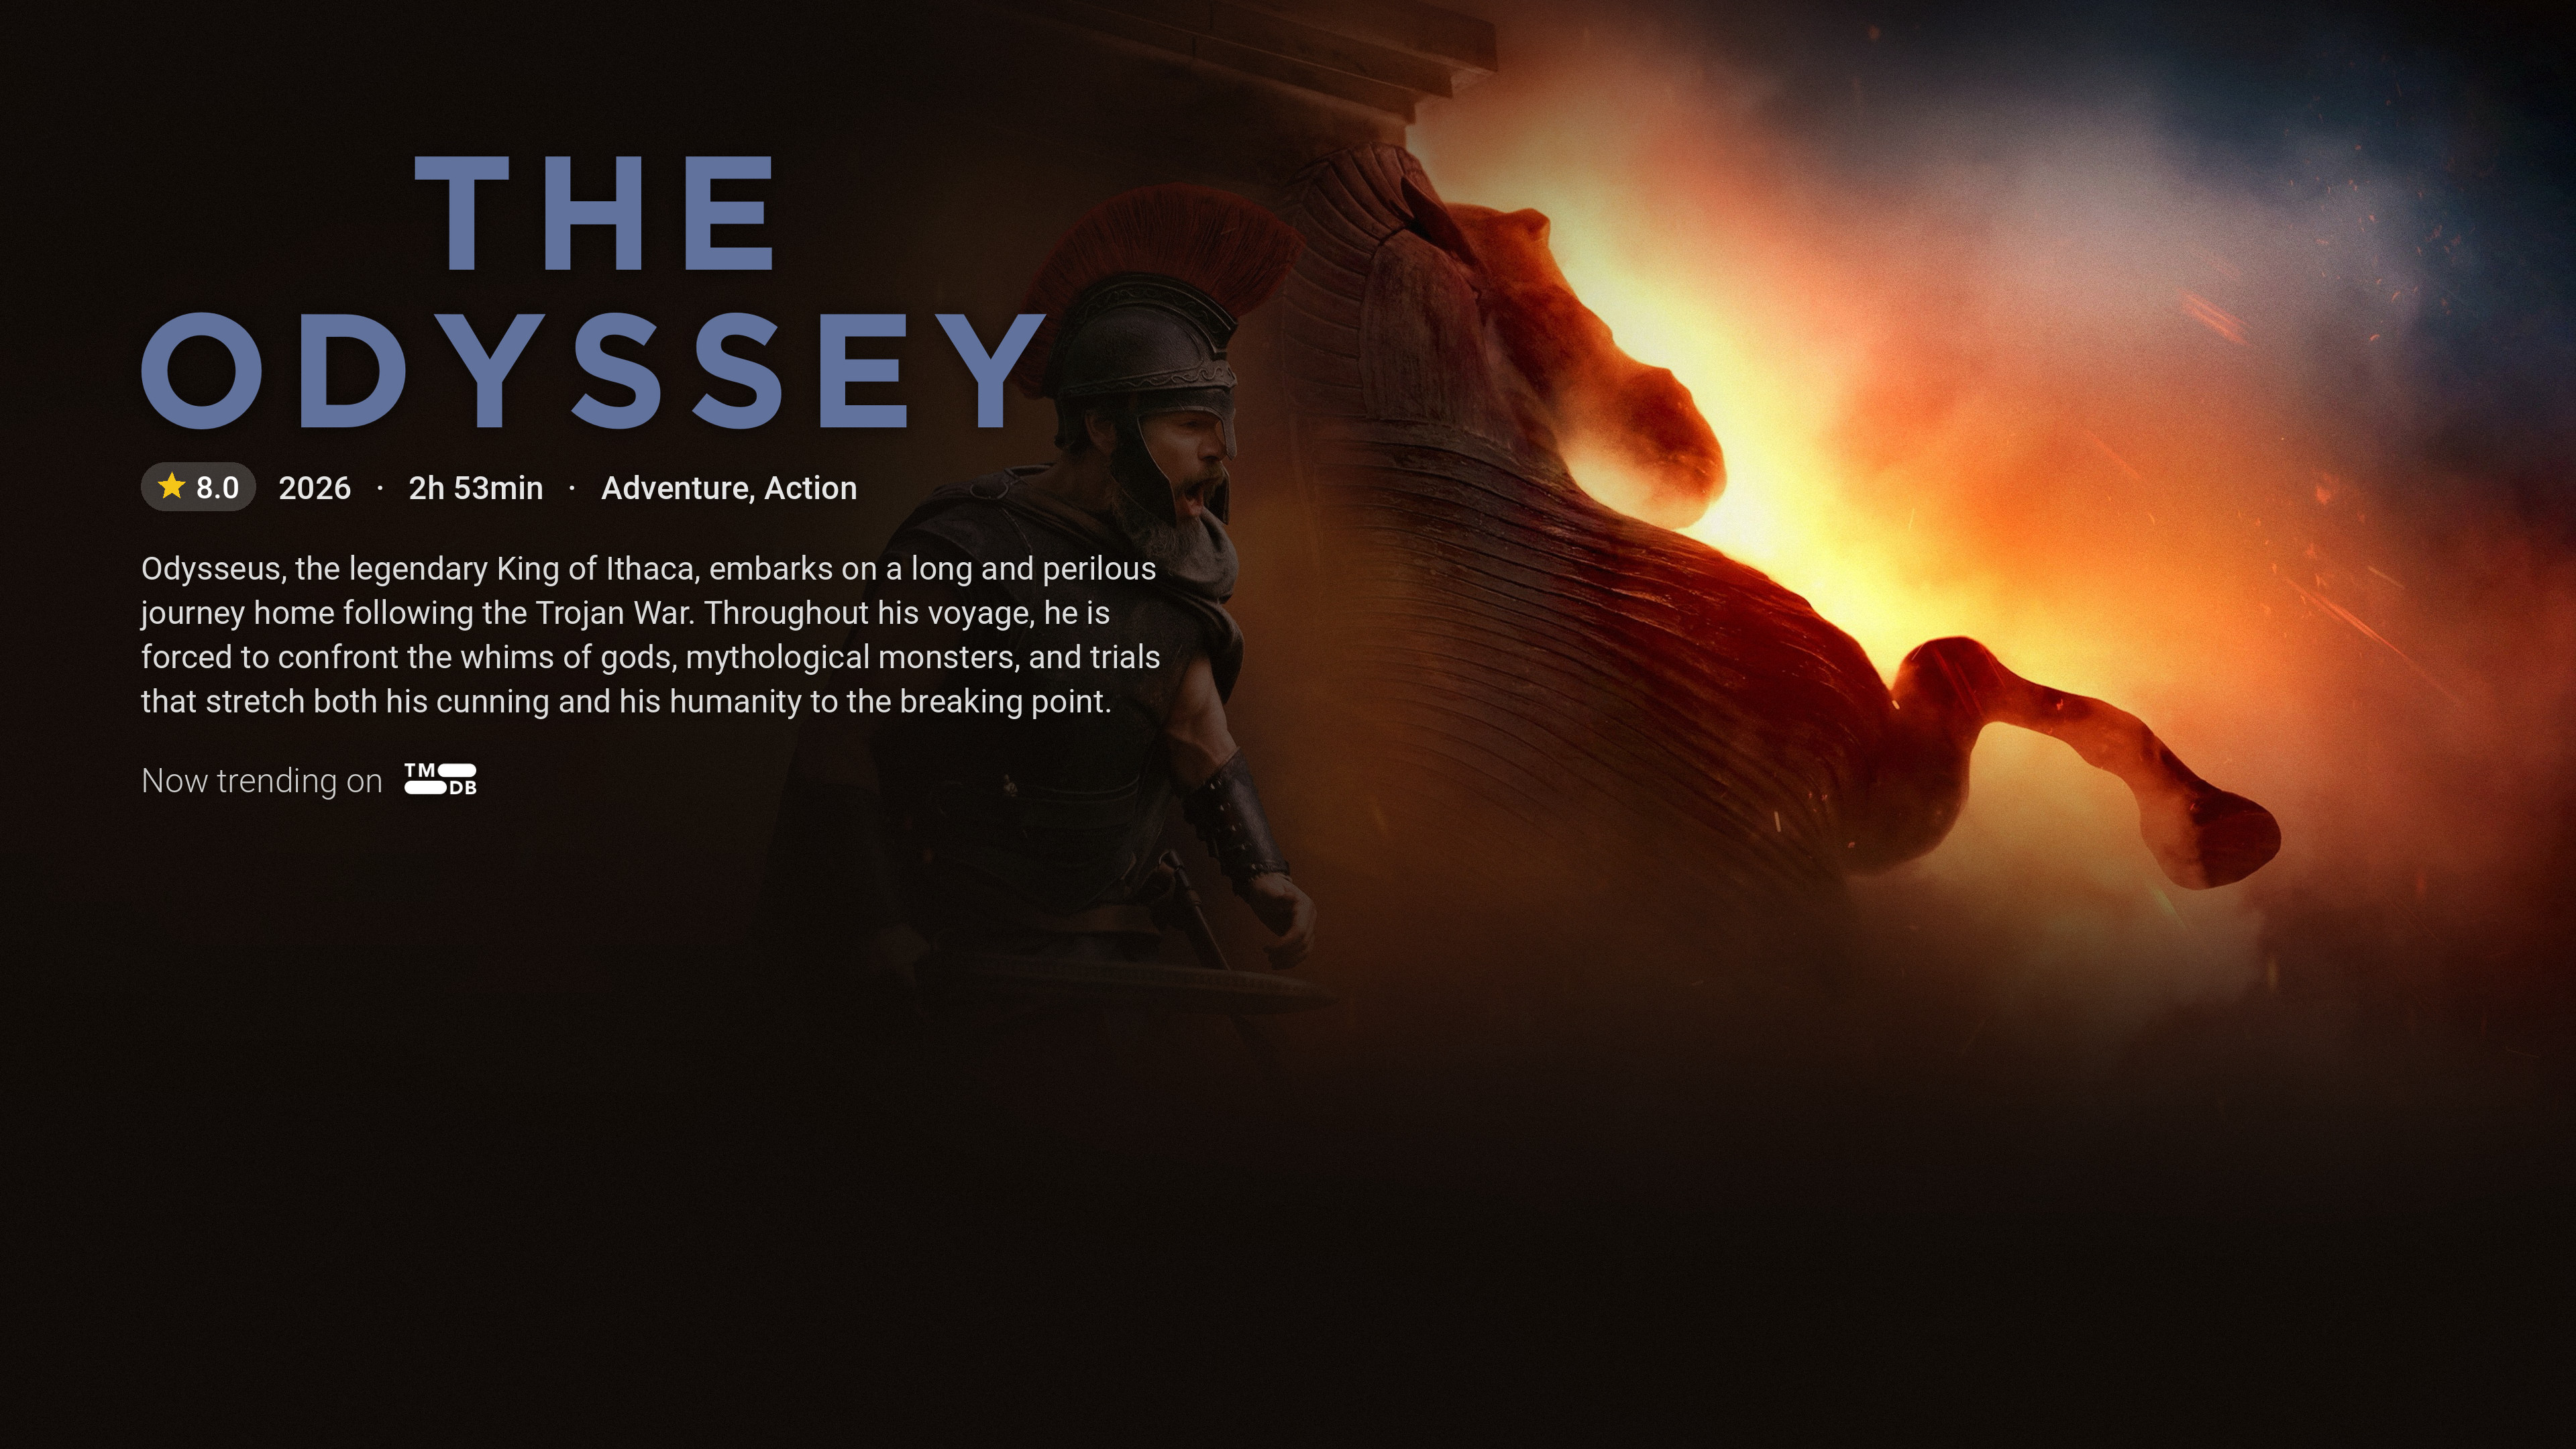 THE
ODYSSEY
8.0 2026 · 2h 53min · Adventure, Action
Odysseus, the legendary King of Ithaca, embarks on a long and perilous
journey home following the Trojan War. Throughout his voyage, he is
forced to confront the whims of gods, mythological monsters, and trials
that stretch both his cunning and his humanity to the breaking point.
Now trending on TMDB